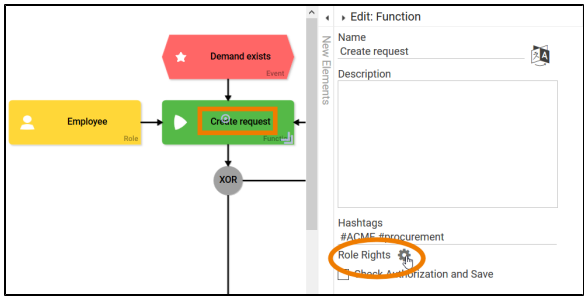 Demand exists
Event
Employee
Role
Create request
Function
XOR
New Elements
Edit: Function
Name
Create request
Description
Hashtags
#ACME #procurement
Role Rights
Check Authorization and Save